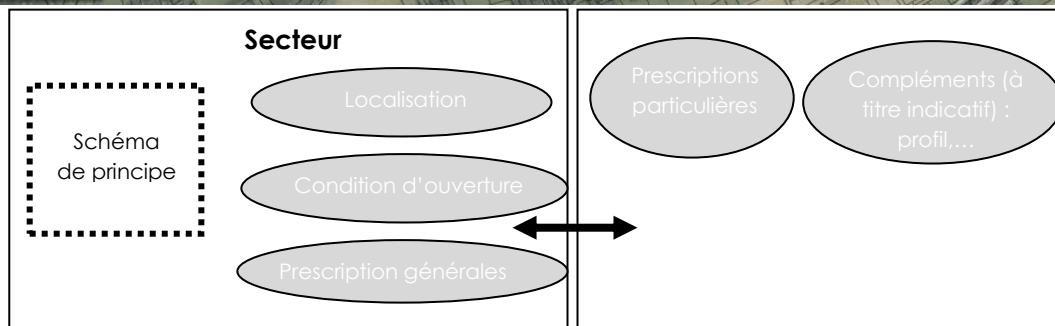 Secteur
Schéma
de principe
Localisation
Condition d'ouverture
Prescription générales
Prescriptions
particulières
Compléments (à
titre indicatif) :
profil,…